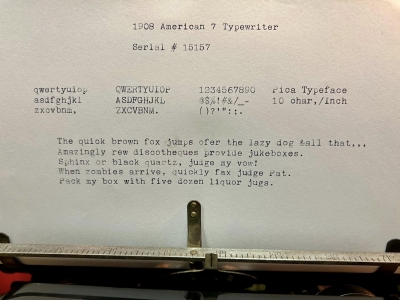 1908 American 7 Typewriter
Serial # 15157
qwertyuiop QWERTYUIOP 1234567890 Pica Typeface
asdfghjkl ASDFGHJKL @$%!#&/_- 10 char,/inch
zxcvbnm, ZXCVBNM. ()?'":;.
The quick brown fox jumps ofer the lazy dog &all that,,,
Amazingly rew discotheques provide jukeboxes.
Sphinx or black quartz, judge my vow!
When zombies arrive, quickly fax judge Pat.
Pack my box with five dozen liquor jugs.